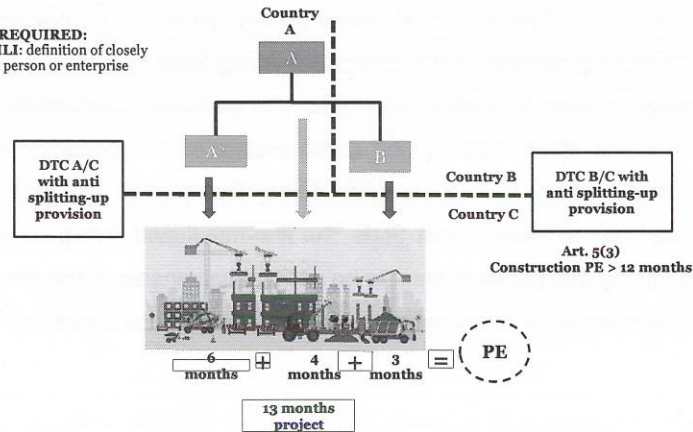 Country
A
REQUIRED:
ILI: definition of closely
person or enterprise
A
A'
B
DTC A/C
with anti
splitting-up
provision
Country B
Country C
DTC B/C with
anti splitting-up
provision
Art. 5(3)
Construction PE > 12 months
6 + 4 + 3 =
months months months
PE
13 months
project